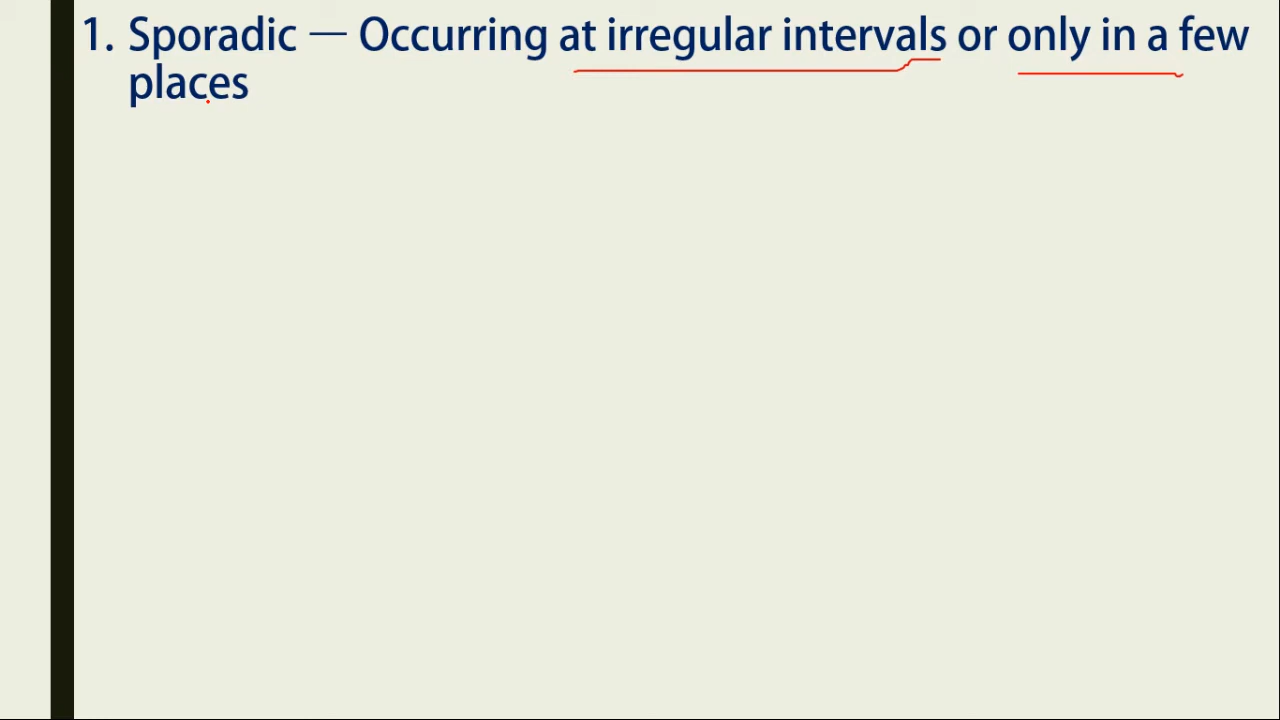 1. Sporadic — Occurring at irregular intervals or only in a few
places